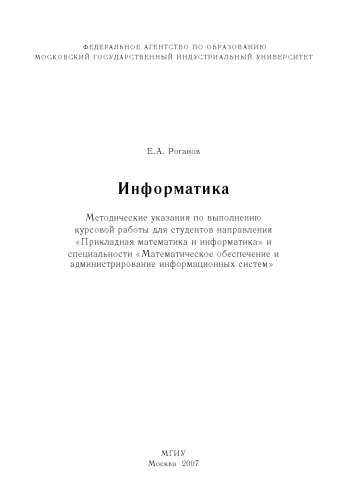 ФЕДЕРАЛЬНОЕ АГЕНТСТВО ПО ОБРАЗОВАНИЮ
МОСКОВСКИЙ ГОСУДАРСТВЕННЫЙ ИНДУСТРИАЛЬНЫЙ УНИВЕРСИТЕТ
Е.А. Роганов
Информатика
Методические указания по выполнению
курсовой работы для студентов направления
«Прикладная математика и информатика» и
специальности «Математическое обеспечение и
администрирование информационных систем»
МГИУ
Москва 2007